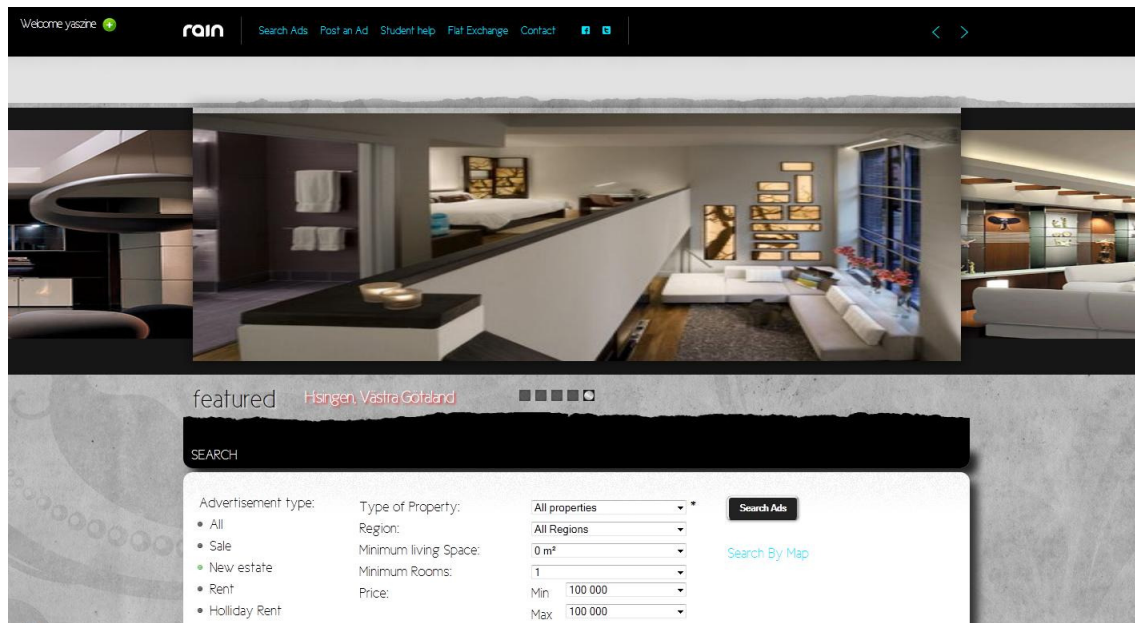 Welcome yaszine
rain
Search Ads Post an Ad Student help Flat Exchange Contact
featured Hisingen, Västra Götaland
SEARCH
Advertisement type:
All
Sale
New estate
Rent
Holliday Rent
Type of Property: All properties *
Region: All Regions
Minimum living Space: 0 m²
Minimum Rooms: 1
Price: Min 100 000
Max 100 000
Search Ads
Search By Map